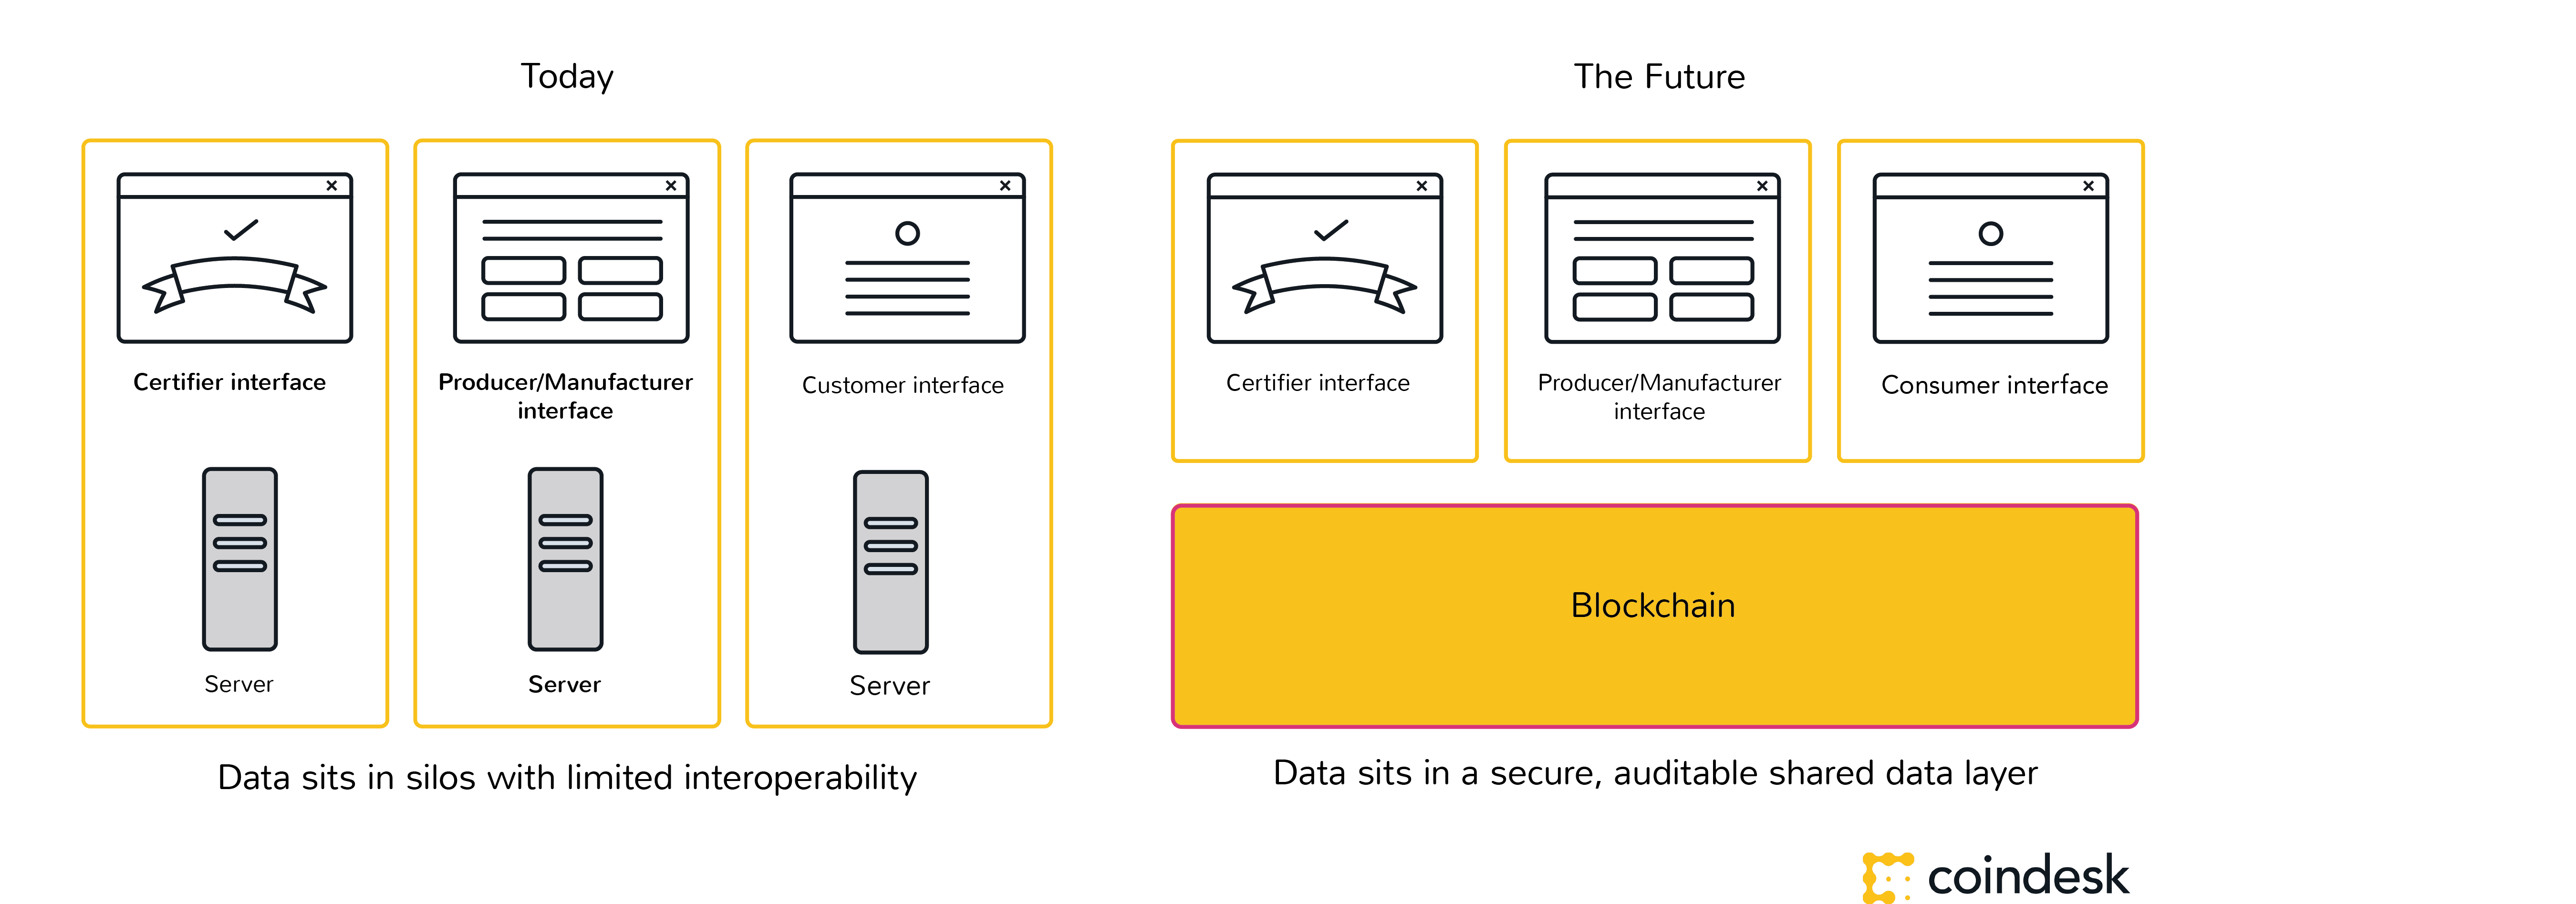 Today
Certifier interface
Producer/Manufacturer
interface
Customer interface
Server
Server
Server
Data sits in silos with limited interoperability
The Future
Certifier interface
Producer/Manufacturer
interface
Consumer interface
Blockchain
Data sits in a secure, auditable shared data layer
coindesk